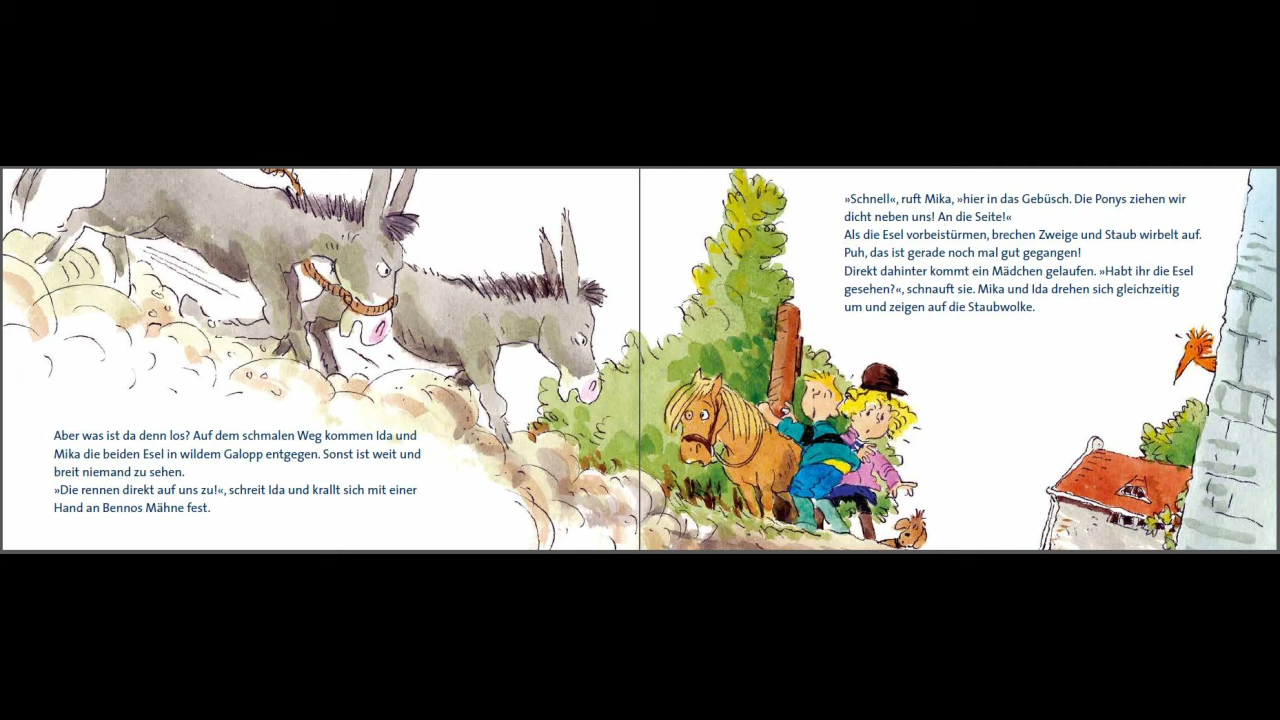 Aber was ist da denn los? Auf dem schmalen Weg kommen Ida und
Mika die beiden Esel in wildem Galopp entgegen. Sonst ist weit und
breit niemand zu sehen.
»Die rennen direkt auf uns zu!«, schreit Ida und krallt sich mit einer
Hand an Bennos Mähne fest.
»Schnell«, ruft Mika, »hier in das Gebüsch. Die Ponys ziehen wir
dicht neben uns! An die Seite!«
Als die Esel vorbeistürmen, brechen Zweige und Staub wirbelt auf.
Puh, das ist gerade noch mal gut gegangen!
Direkt dahinter kommt ein Mädchen gelaufen. »Habt ihr die Esel
gesehen?«, schnauft sie. Mika und Ida drehen sich gleichzeitig
um und zeigen auf die Staubwolke.